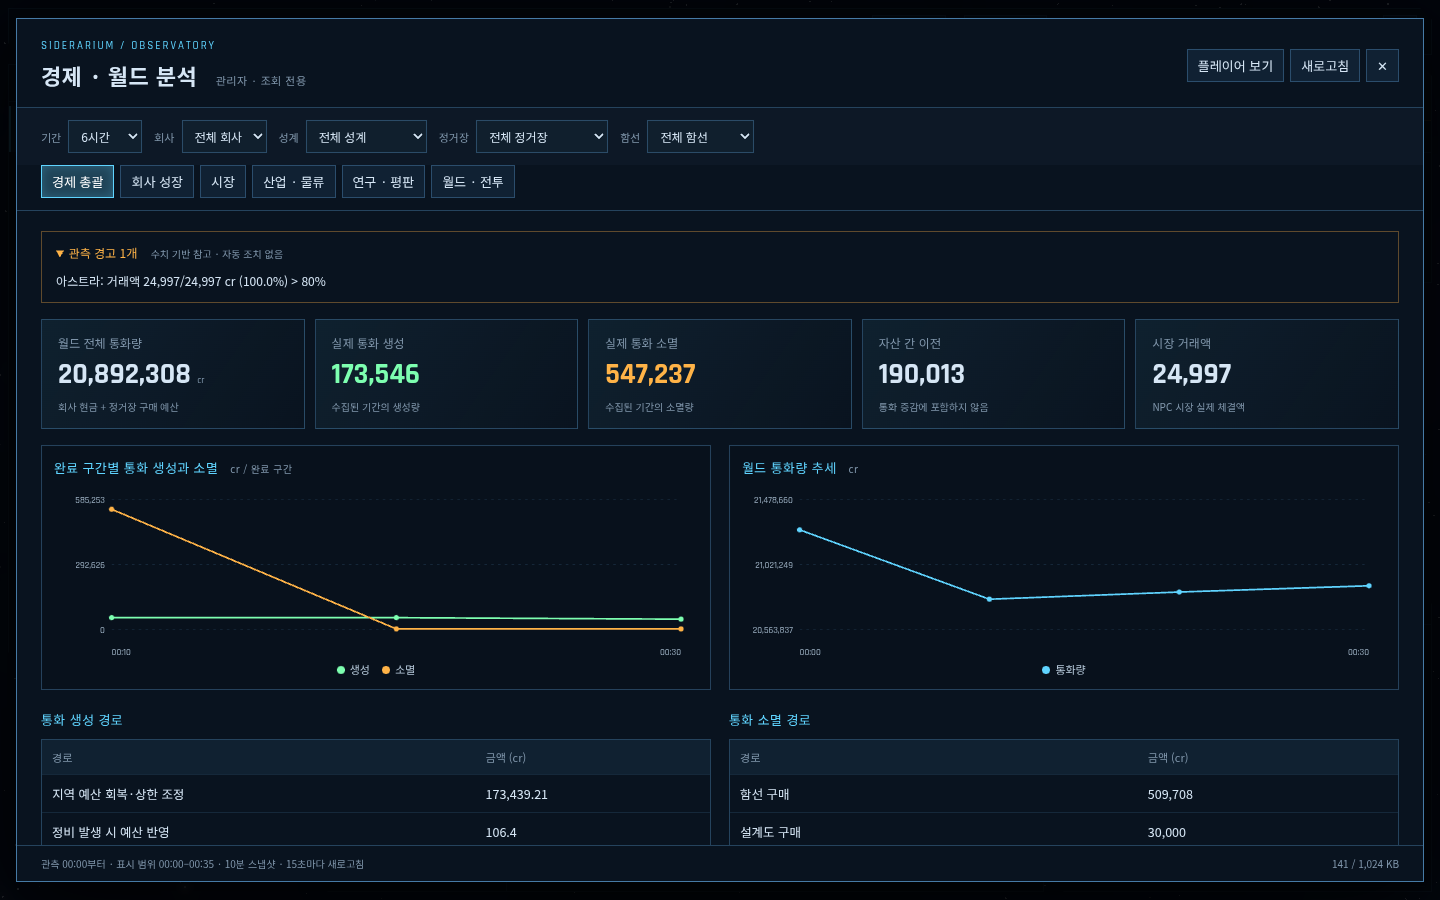 SIDERARIUM / OBSERVATORY
경제 · 월드 분석 관리자 · 조회 전용
플레이어 보기 새로고침 ✕
기간 6시간 회사 전체 회사 성계 전체 성계 정거장 전체 정거장 함선 전체 함선
경제 총괄 회사 성장 시장 산업 · 물류 연구 · 평판 월드 · 전투
▼ 관측 경고 1개 수치 기반 참고 · 자동 조치 없음
아스트라: 거래액 24,997/24,997 cr (100.0%) > 80%
월드 전체 통화량
20,892,308 cr
회사 현금 + 정거장 구매 예산
실제 통화 생성
173,546
수집된 기간의 생성량
실제 통화 소멸
547,237
수집된 기간의 소멸량
자산 간 이전
190,013
통화 증감에 포함하지 않음
시장 거래액
24,997
NPC 시장 실제 체결액
완료 구간별 통화 생성과 소멸 cr / 완료 구간
585,253
292,626
0
00:10 00:30
생성 소멸
월드 통화량 추세 cr
21,478,660
21,021,249
20,563,837
00:00 00:30
통화량
통화 생성 경로
경로 금액 (cr)
지역 예산 회복·상한 조정 173,439.21
정비 발생 시 예산 반영 106.4
통화 소멸 경로
경로 금액 (cr)
함선 구매 509,708
설계도 구매 30,000
관측 00:00부터 · 표시 범위 00:00–00:35 · 10분 스냅샷 · 15초마다 새로고침
141 / 1,024 KB